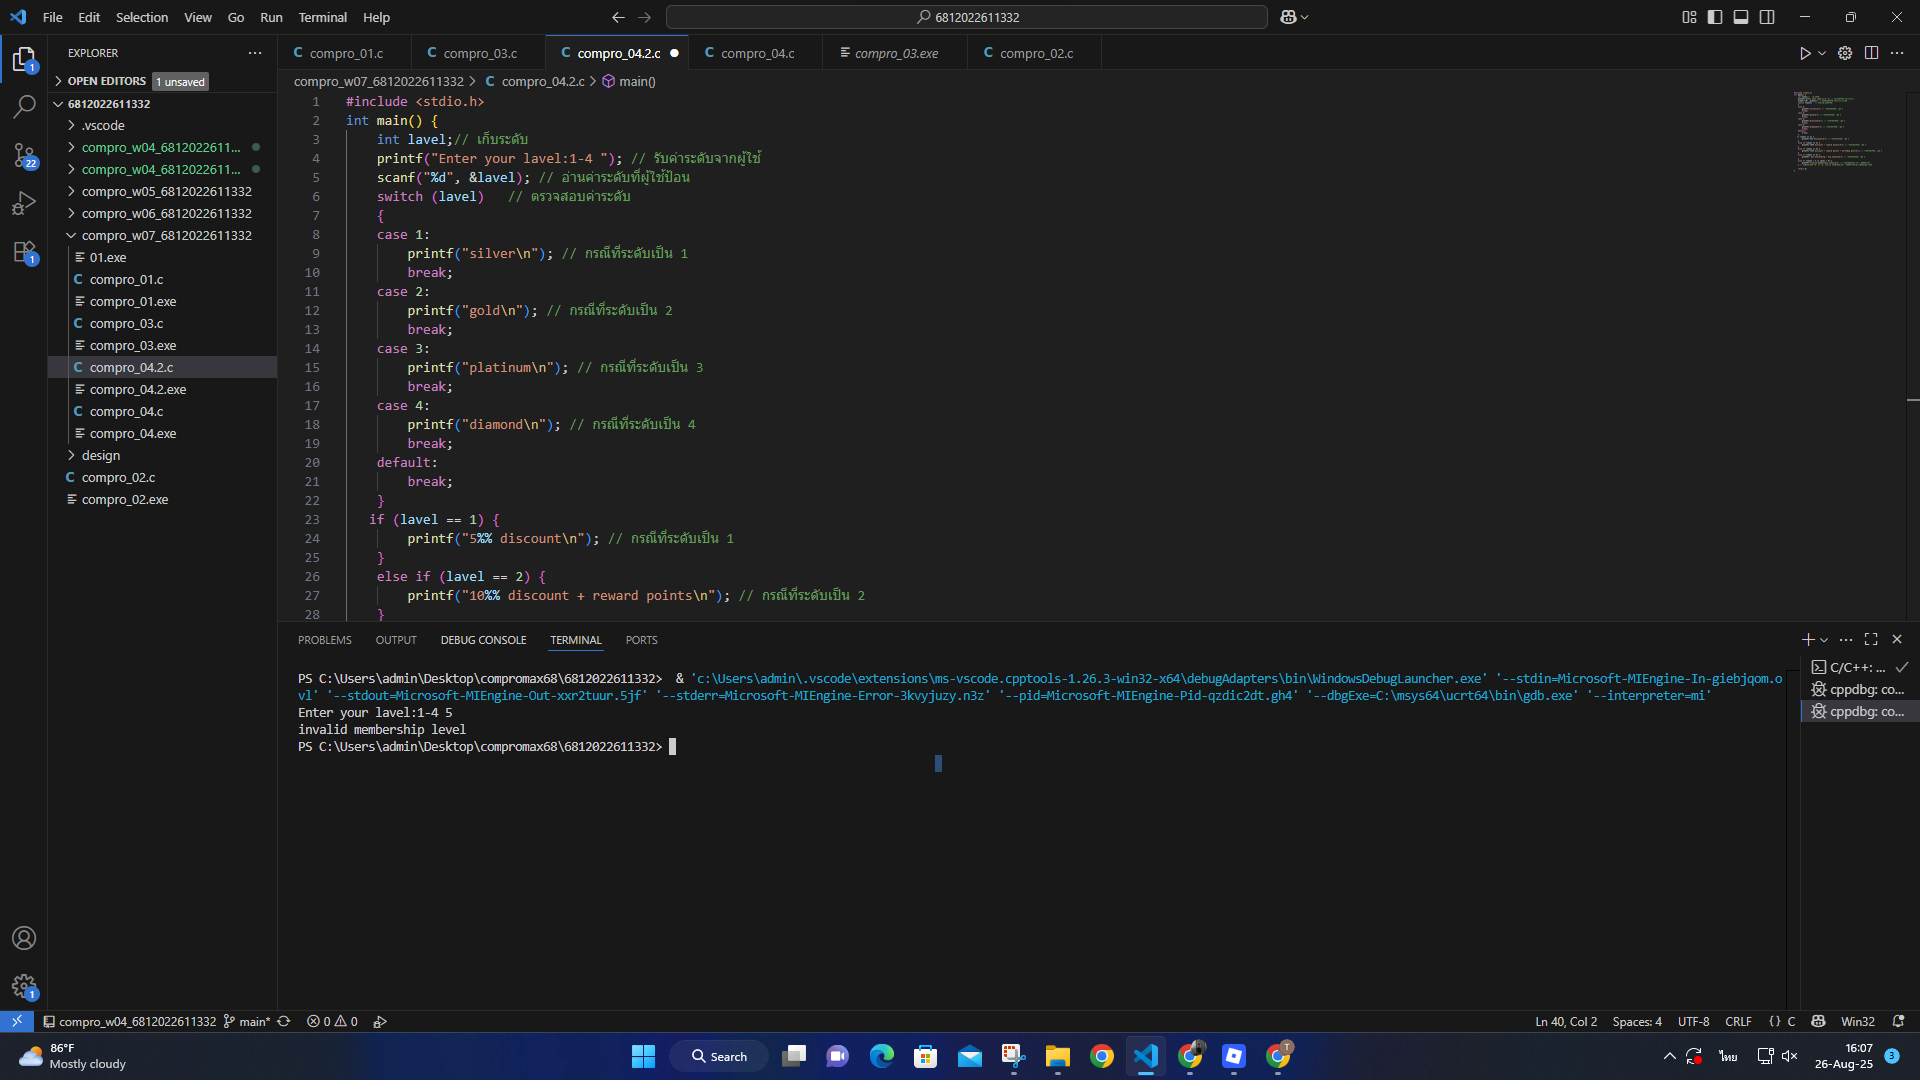 File Edit Selection View Go Run Terminal Help
6812022611332
EXPLORER
OPEN EDITORS 1 unsaved
6812022611332
.vscode
compro_w04_6812022611...
compro_w04_6812022611...
compro_w05_6812022611332
compro_w06_6812022611332
compro_w07_6812022611332
01.exe
compro_01.c
compro_01.exe
compro_03.c
compro_03.exe
compro_04.2.c
compro_04.2.exe
compro_04.c
compro_04.exe
design
compro_02.c
compro_02.exe
compro_01.c compro_03.c compro_04.2.c compro_04.c compro_03.exe compro_02.c
compro_w07_6812022611332 > compro_04.2.c > main()
1 #include <stdio.h>
2 int main() {
3 int lavel;// เก็บระดับ
4 printf("Enter your lavel:1-4 "); // รับค่าระดับจากผู้ใช้
5 scanf("%d", &lavel); // อ่านค่าระดับที่ผู้ใช้ป้อน
6 switch (lavel) // ตรวจสอบค่าระดับ
7 {
8 case 1:
9 printf("silver\n"); // กรณีที่ระดับเป็น 1
10 break;
11 case 2:
12 printf("gold\n"); // กรณีที่ระดับเป็น 2
13 break;
14 case 3:
15 printf("platinum\n"); // กรณีที่ระดับเป็น 3
16 break;
17 case 4:
18 printf("diamond\n"); // กรณีที่ระดับเป็น 4
19 break;
20 default:
21 break;
22 }
23 if (lavel == 1) {
24 printf("5%% discount\n"); // กรณีที่ระดับเป็น 1
25 }
26 else if (lavel == 2) {
27 printf("10%% discount + reward points\n"); // กรณีที่ระดับเป็น 2
28 }
PROBLEMS OUTPUT DEBUG CONSOLE TERMINAL PORTS
PS C:\Users\admin\Desktop\compromax68\6812022611332> & 'c:\Users\admin\.vscode\extensions\ms-vscode.cpptools-1.26.3-win32-x64\debugAdapters\bin\WindowsDebugLauncher.exe' '--stdin=Microsoft-MIEngine-In-giebjqom.o
vl' '--stdout=Microsoft-MIEngine-Out-xxr2tuur.5jf' '--stderr=Microsoft-MIEngine-Error-3kvyjuzy.n3z' '--pid=Microsoft-MIEngine-Pid-qzdic2dt.gh4' '--dbgExe=C:\msys64\ucrt64\bin\gdb.exe' '--interpreter=mi'
Enter your lavel:1-4 5
invalid membership level
PS C:\Users\admin\Desktop\compromax68\6812022611332>
C/C++: ...
cppdbg: co...
cppdbg: co...
1
22
1
1
compro_w04_6812022611332 main* 0 0
Ln 40, Col 2 Spaces: 4 UTF-8 CRLF {} C Win32
86°F
Mostly cloudy
Search
ไทย
16:07
26-Aug-25
3